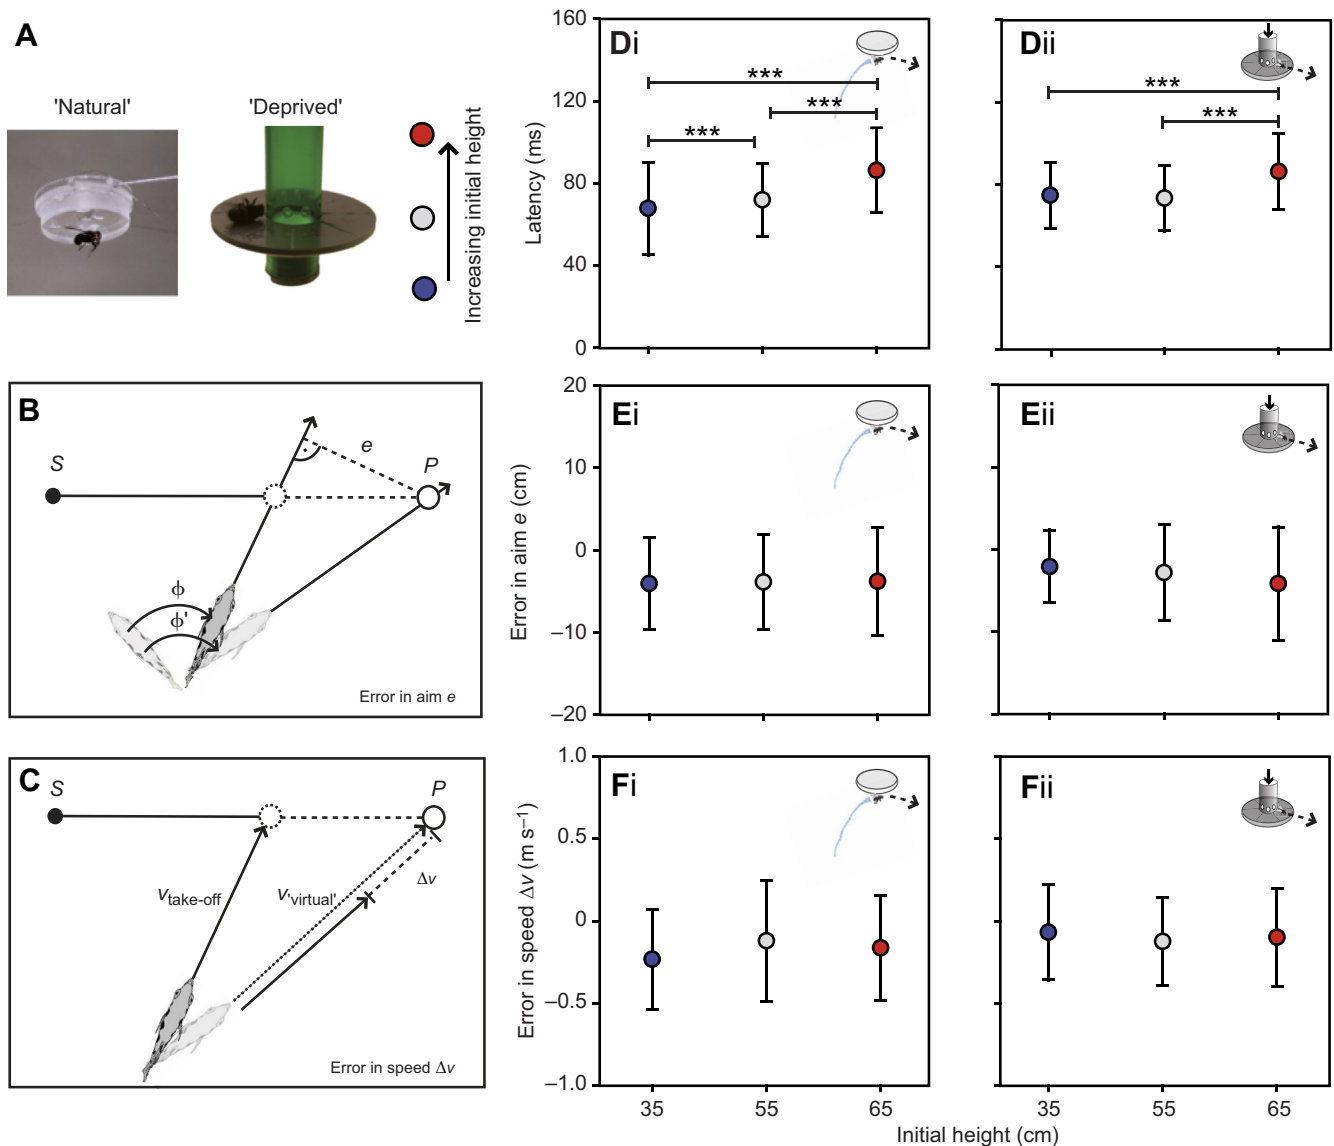 A
'Natural'
'Deprived'
Increasing initial height
B
S
e
P
ϕ
ϕ'
Error in aim e
C
S
P
vtake-off
v'virtual'
Δv
Error in speed Δv
Di
Latency (ms)
160
120
80
40
0
***
***
***
Dii
***
***
Ei
Error in aim e (cm)
20
10
0
–10
–20
Eii
Fi
Error in speed Δv (m s–1)
1.0
0.5
0
–0.5
–1.0
35
55
65
Fii
35
55
65
Initial height (cm)